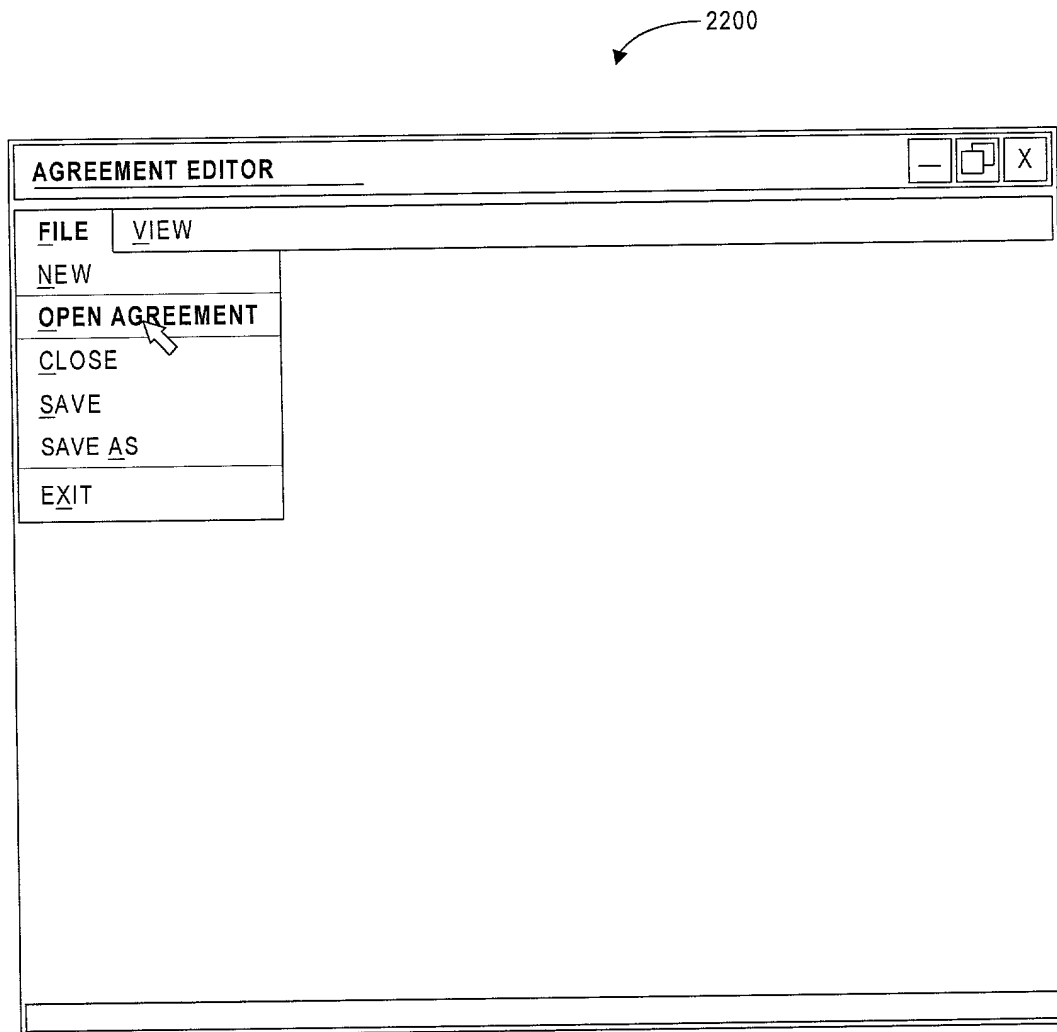 2200
AGREEMENT EDITOR
X
FILE VIEW
NEW
OPEN AGREEMENT
CLOSE
SAVE
SAVE AS
EXIT